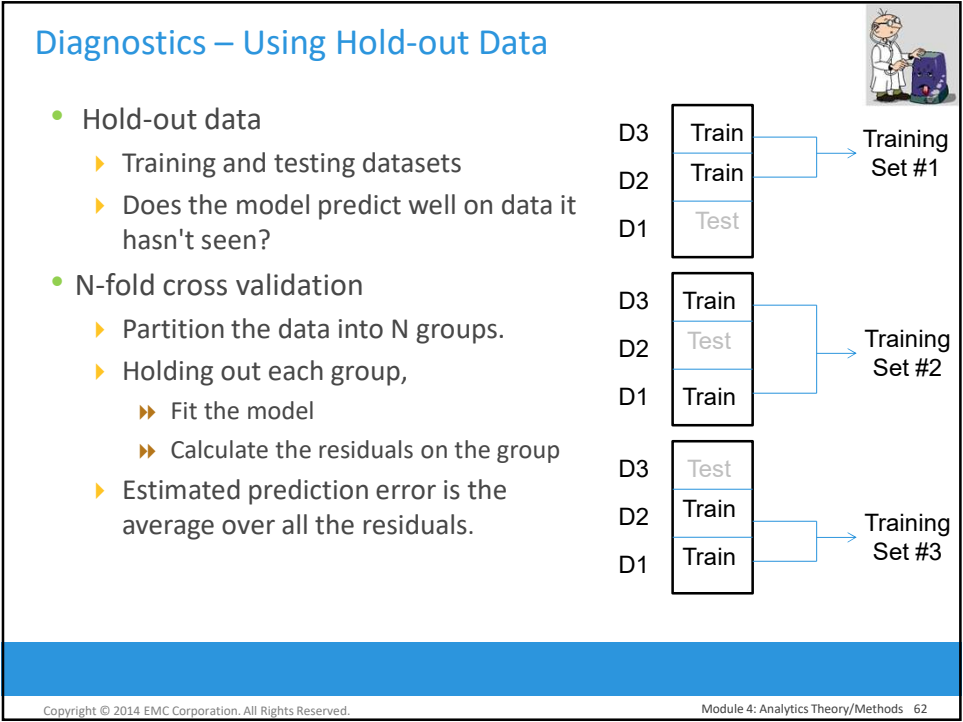 Diagnostics – Using Hold-out Data
• Hold-out data
Training and testing datasets
Does the model predict well on data it
hasn't seen?
• N-fold cross validation
Partition the data into N groups.
Holding out each group,
Fit the model
Calculate the residuals on the group
Estimated prediction error is the
average over all the residuals.
D3 Train
D2 Train
D1 Test
Training
Set #1
D3 Train
D2 Test
D1 Train
Training
Set #2
D3 Test
D2 Train
D1 Train
Training
Set #3
Copyright © 2014 EMC Corporation. All Rights Reserved.
Module 4: Analytics Theory/Methods 62